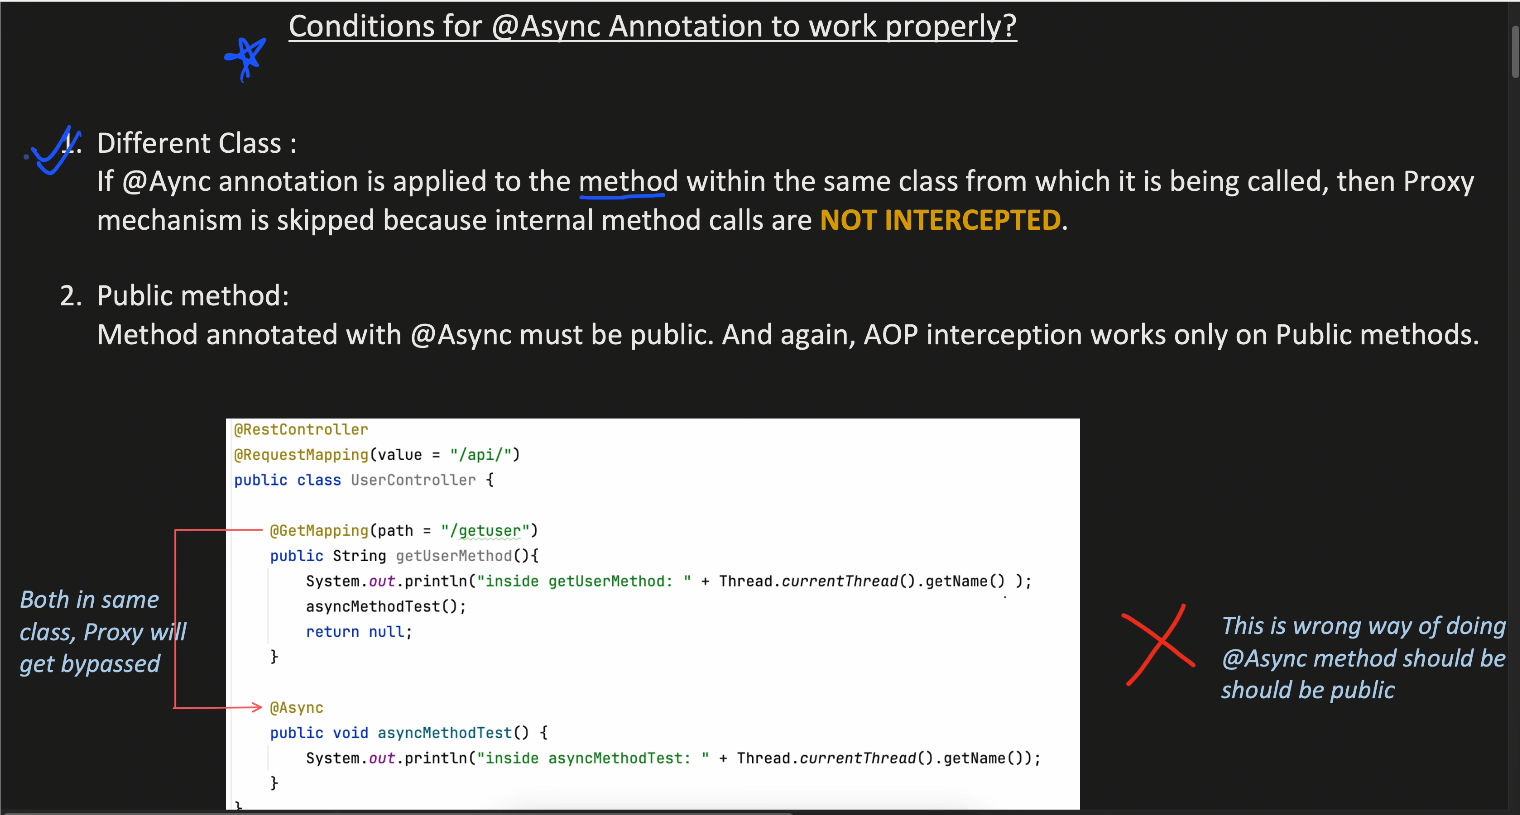 Conditions for @Async Annotation to work properly?
1. Different Class :
If @Aync annotation is applied to the method within the same class from which it is being called, then Proxy
mechanism is skipped because internal method calls are NOT INTERCEPTED.
2. Public method:
Method annotated with @Async must be public. And again, AOP interception works only on Public methods.
@RestController
@RequestMapping(value = "/api/")
public class UserController {
@GetMapping(path = "/getuser")
public String getUserMethod(){
System.out.println("inside getUserMethod: " + Thread.currentThread().getName() );
asyncMethodTest();
return null;
}
@Async
public void asyncMethodTest() {
System.out.println("inside asyncMethodTest: " + Thread.currentThread().getName());
}
}
Both in same
class, Proxy will
get bypassed
This is wrong way of doing
@Async method should be
should be public